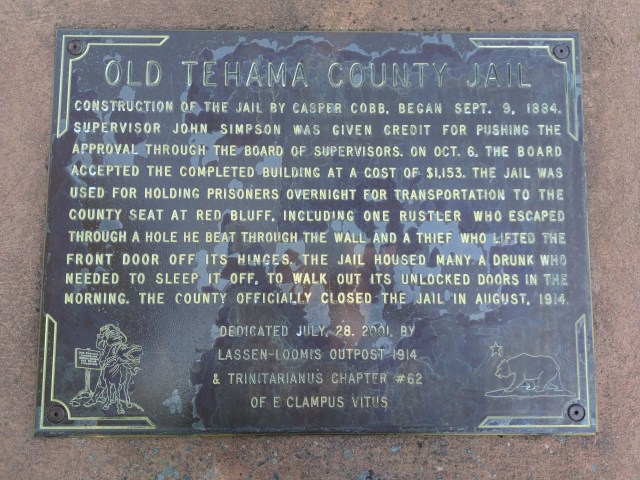 OLD TEHAMA COUNTY JAIL
CONSTRUCTION OF THE JAIL BY CASPER COBB, BEGAN SEPT. 9, 1884.
SUPERVISOR JOHN SIMPSON WAS GIVEN CREDIT FOR PUSHING THE
APPROVAL THROUGH THE BOARD OF SUPERVISORS. ON OCT. 6, THE BOARD
ACCEPTED THE COMPLETED BUILDING AT A COST OF $1,153. THE JAIL WAS
USED FOR HOLDING PRISONERS OVERNIGHT FOR TRANSPORTATION TO THE
COUNTY SEAT AT RED BLUFF, INCLUDING ONE RUSTLER WHO ESCAPED
THROUGH A HOLE HE BEAT THROUGH THE WALL AND A THIEF WHO LIFTED THE
FRONT DOOR OFF ITS HINGES. THE JAIL HOUSED MANY A DRUNK WHO
NEEDED TO SLEEP IT OFF, TO WALK OUT ITS UNLOCKED DOORS IN THE
MORNING. THE COUNTY OFFICIALLY CLOSED THE JAIL IN AUGUST, 1914.
DEDICATED JULY, 28, 2001, BY
LASSEN-LOOMIS OUTPOST 1914
& TRINITARIANUS CHAPTER #62
OF E CLAMPUS VITUS